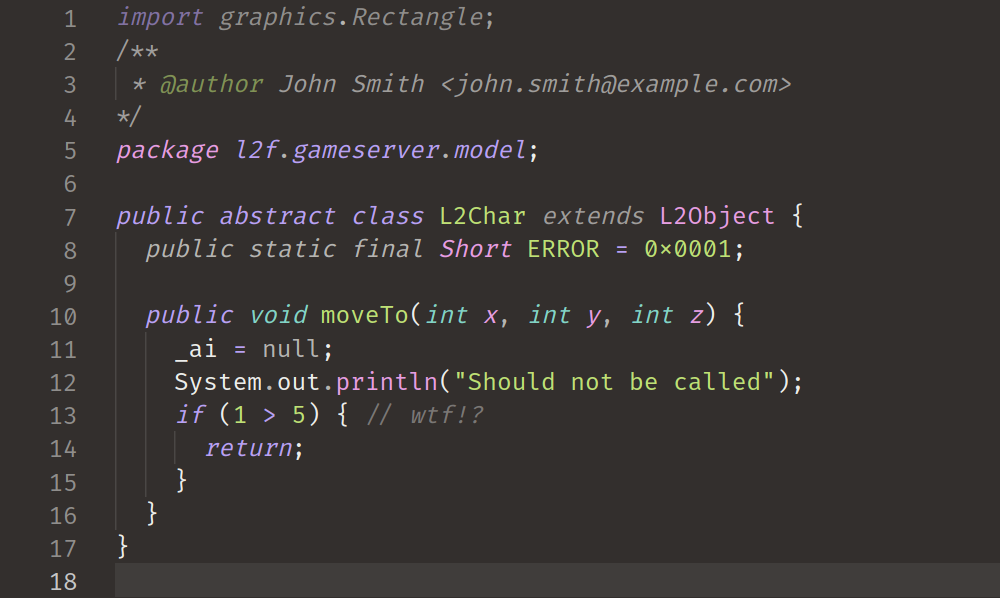 1 import graphics.Rectangle;
2 /**
3  * @author John Smith <john.smith@example.com>
4 */
5 package l2f.gameserver.model;
6
7 public abstract class L2Char extends L2Object {
8   public static final Short ERROR = 0×0001;
9
10   public void moveTo(int x, int y, int z) {
11     _ai = null;
12     System.out.println("Should not be called");
13     if (1 > 5) { // wtf!?
14       return;
15     }
16   }
17 }
18